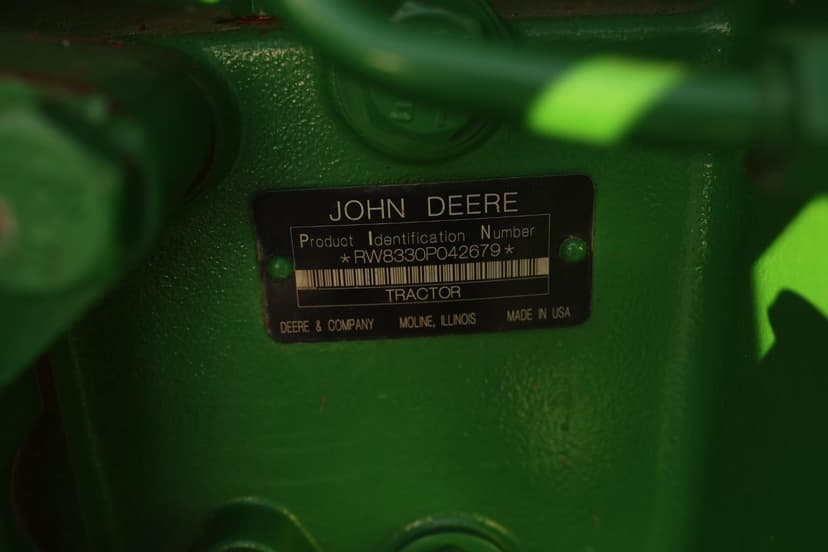 JOHN DEERE
Product Identification Number
*RW8330P042679*
TRACTOR
DEERE & COMPANY MOLINE, ILLINOIS MADE IN USA